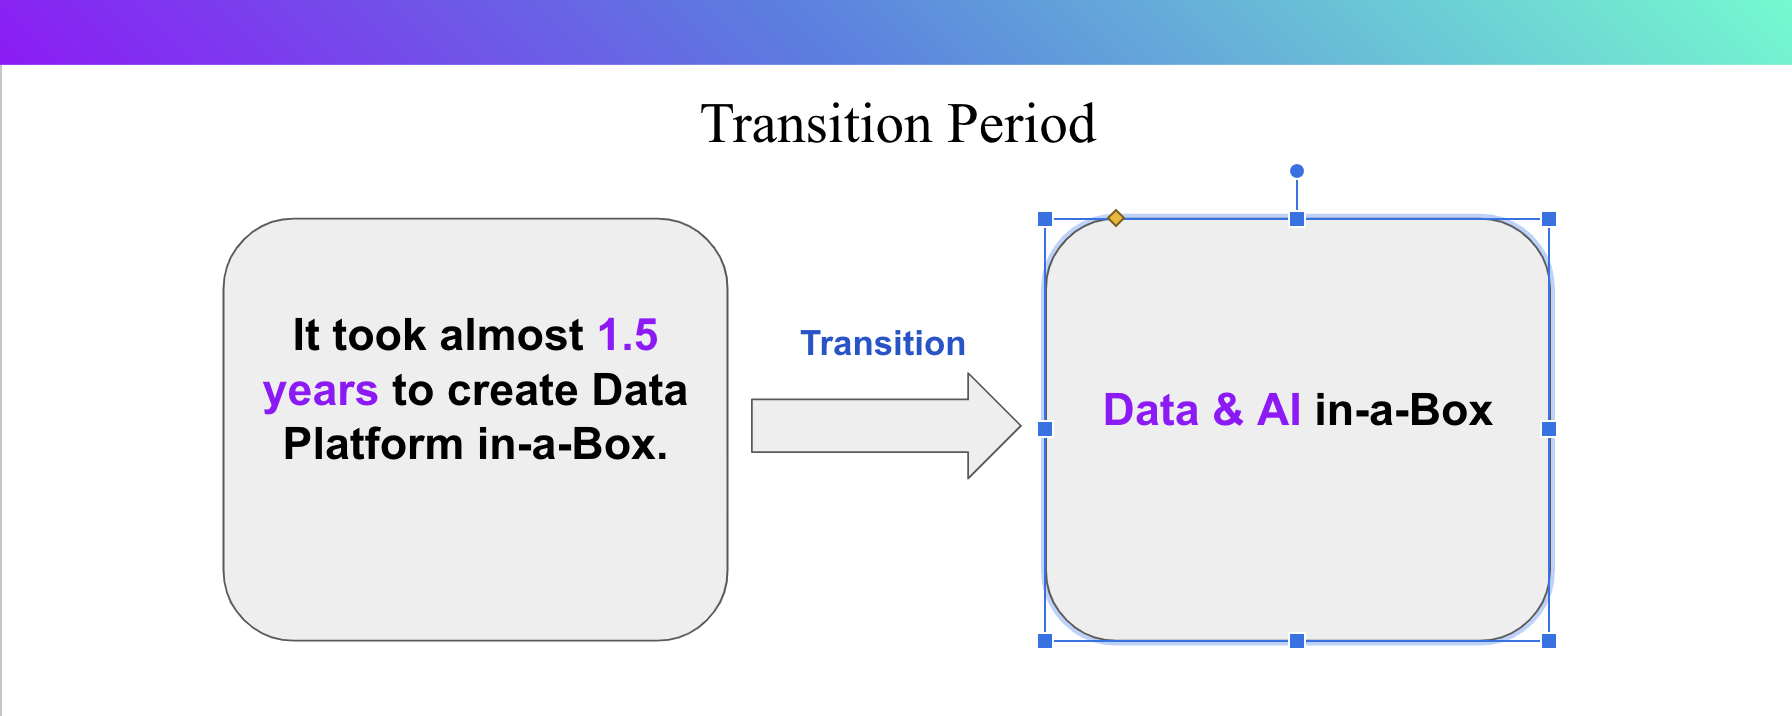 Transition Period
It took almost 1.5
years to create Data
Platform in-a-Box.
Transition
Data & AI in-a-Box